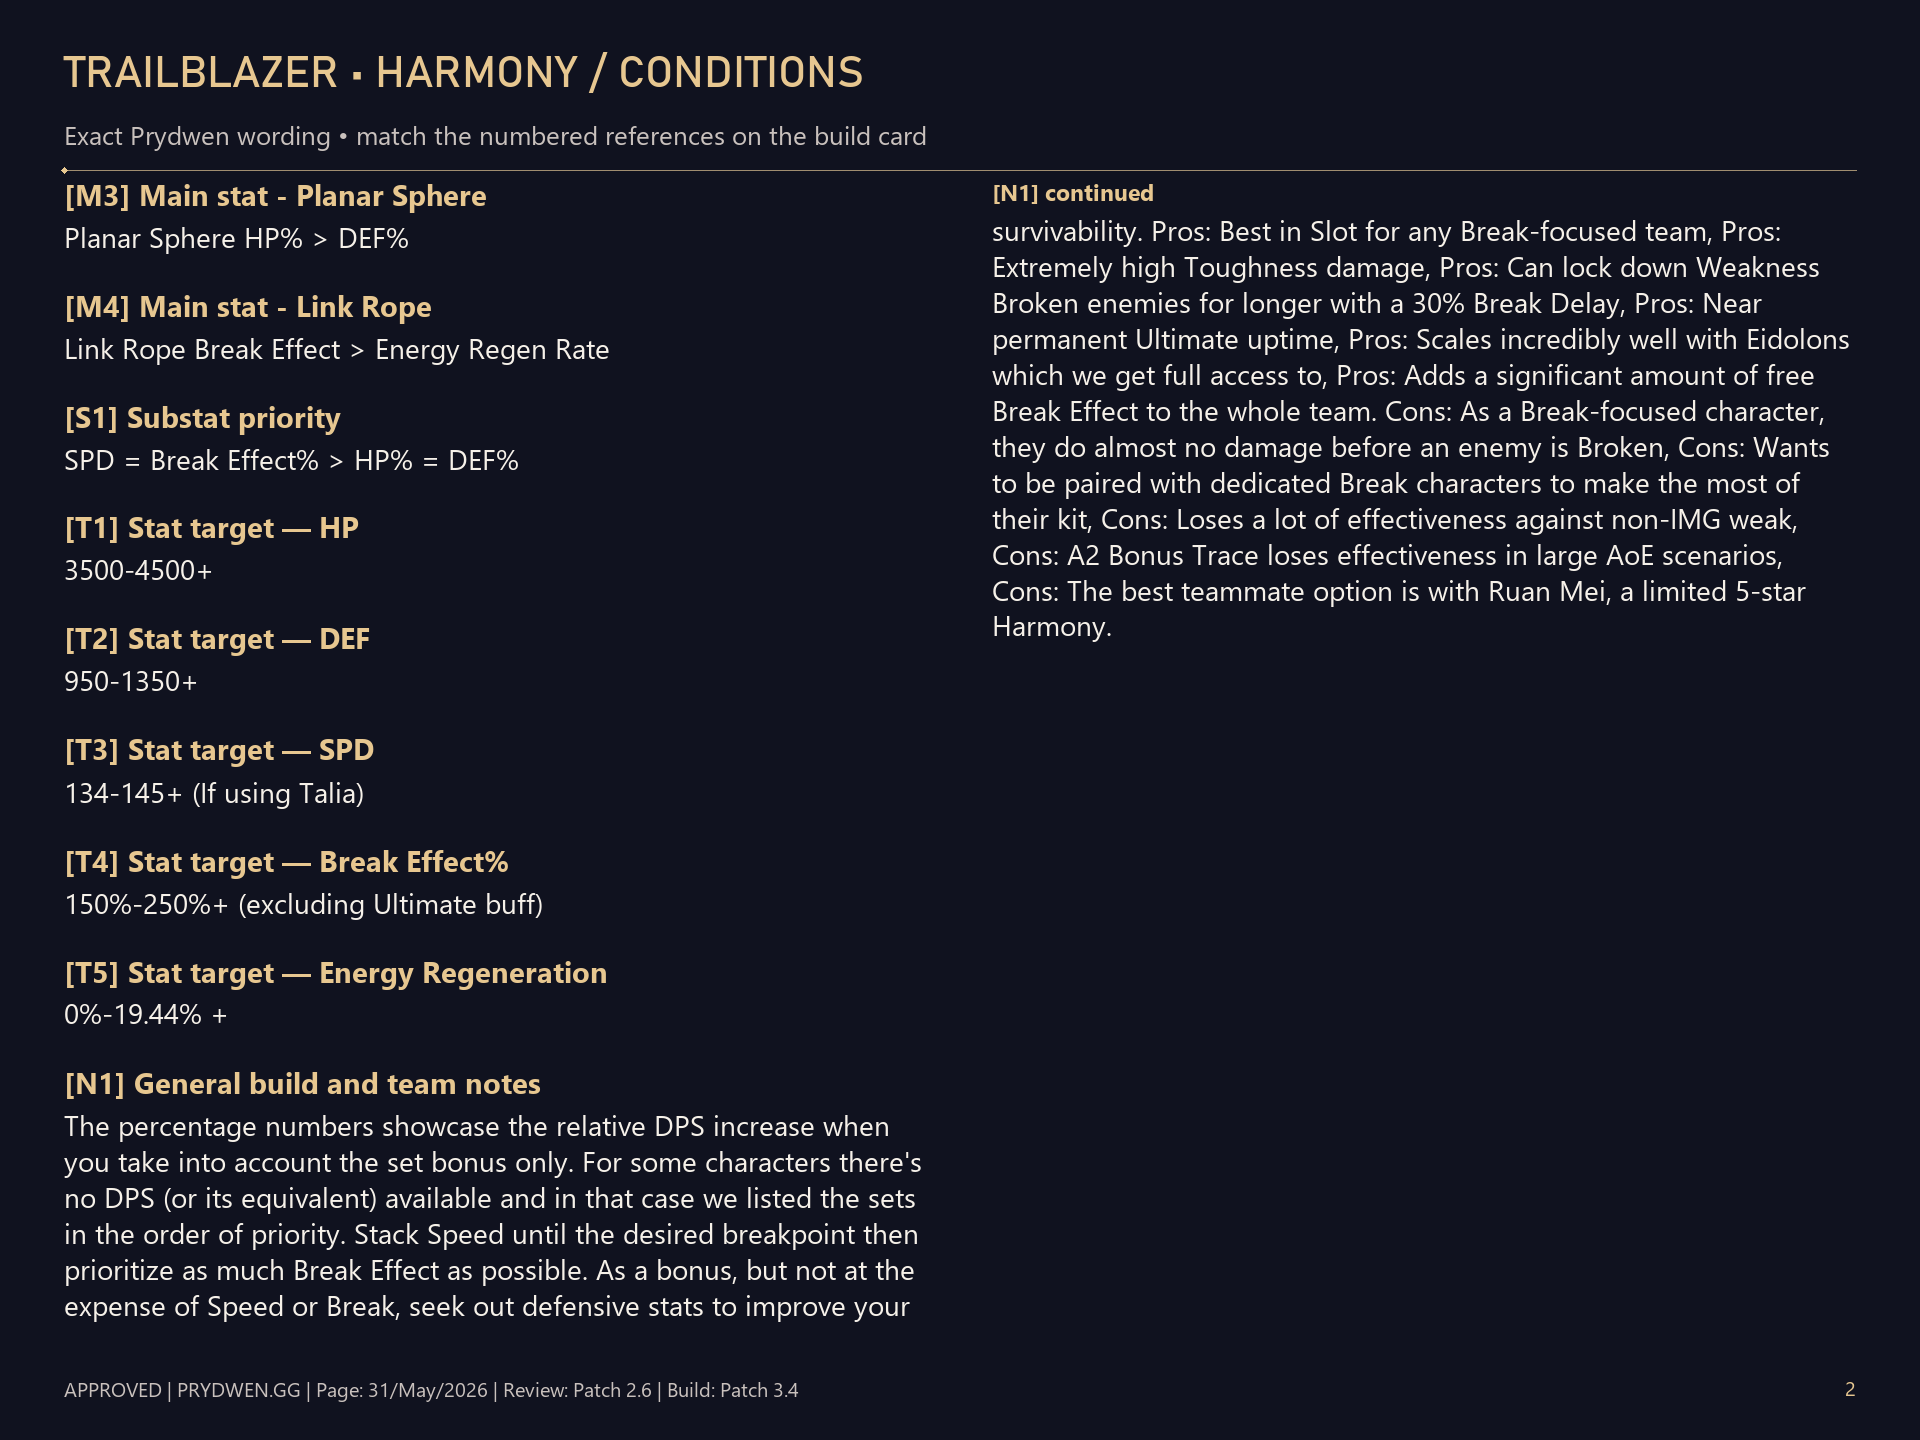 TRAILBLAZER • HARMONY / CONDITIONS
Exact Prydwen wording • match the numbered references on the build card
[M3] Main stat - Planar Sphere
Planar Sphere HP% > DEF%
[M4] Main stat - Link Rope
Link Rope Break Effect > Energy Regen Rate
[S1] Substat priority
SPD = Break Effect% > HP% = DEF%
[T1] Stat target — HP
3500-4500+
[T2] Stat target — DEF
950-1350+
[T3] Stat target — SPD
134-145+ (If using Talia)
[T4] Stat target — Break Effect%
150%-250%+ (excluding Ultimate buff)
[T5] Stat target — Energy Regeneration
0%-19.44% +
[N1] General build and team notes
The percentage numbers showcase the relative DPS increase when
you take into account the set bonus only. For some characters there's
no DPS (or its equivalent) available and in that case we listed the sets
in the order of priority. Stack Speed until the desired breakpoint then
prioritize as much Break Effect as possible. As a bonus, but not at the
expense of Speed or Break, seek out defensive stats to improve your
[N1] continued
survivability. Pros: Best in Slot for any Break-focused team, Pros:
Extremely high Toughness damage, Pros: Can lock down Weakness
Broken enemies for longer with a 30% Break Delay, Pros: Near
permanent Ultimate uptime, Pros: Scales incredibly well with Eidolons
which we get full access to, Pros: Adds a significant amount of free
Break Effect to the whole team. Cons: As a Break-focused character,
they do almost no damage before an enemy is Broken, Cons: Wants
to be paired with dedicated Break characters to make the most of
their kit, Cons: Loses a lot of effectiveness against non-IMG weak,
Cons: A2 Bonus Trace loses effectiveness in large AoE scenarios,
Cons: The best teammate option is with Ruan Mei, a limited 5-star
Harmony.
APPROVED | PRYDWEN.GG | Page: 31/May/2026 | Review: Patch 2.6 | Build: Patch 3.4
2